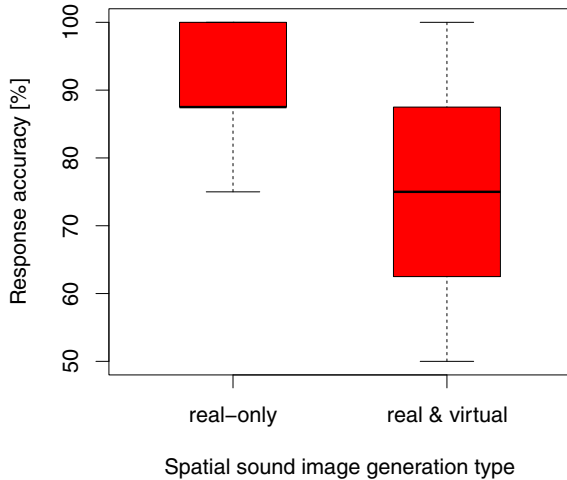 Response accuracy [%]
100
90
80
70
60
50
real−only real & virtual
Spatial sound image generation type